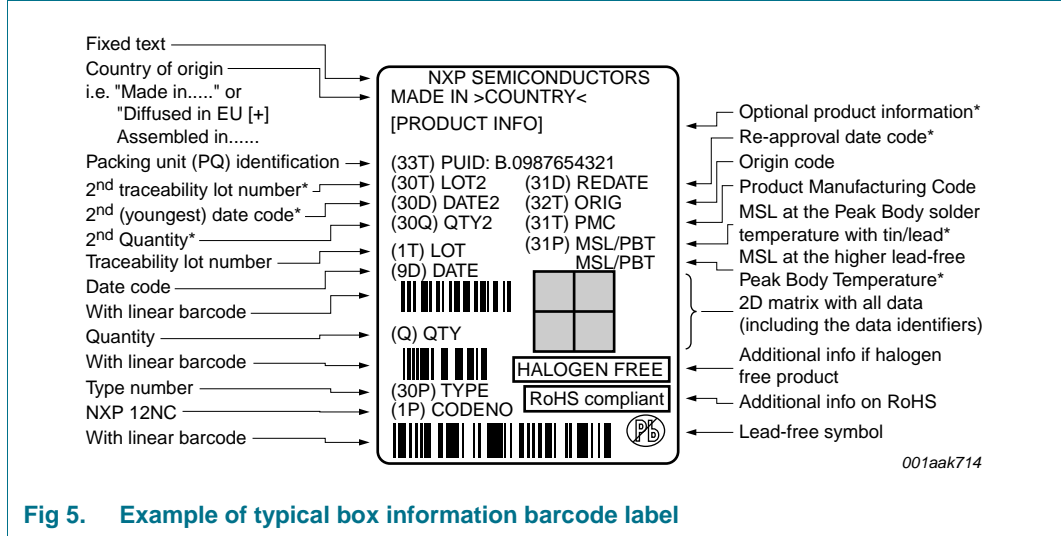 Fixed text
Country of origin
i.e. "Made in....." or
"Diffused in EU [+]
Assembled in......
Packing unit (PQ) identification
2nd traceability lot number*
2nd (youngest) date code*
2nd Quantity*
Traceability lot number
Date code
With linear barcode
Quantity
With linear barcode
Type number
NXP 12NC
With linear barcode
NXP SEMICONDUCTORS
MADE IN >COUNTRY<
[PRODUCT INFO]
(33T) PUID: B.0987654321
(30T) LOT2 (31D) REDATE
(30D) DATE2 (32T) ORIG
(30Q) QTY2 (31T) PMC
(31P) MSL/PBT
(1T) LOT MSL/PBT
(9D) DATE
(Q) QTY
HALOGEN FREE
(30P) TYPE
RoHS compliant
(1P) CODENO
Pb
Optional product information*
Re-approval date code*
Origin code
Product Manufacturing Code
MSL at the Peak Body solder
temperature with tin/lead*
MSL at the higher lead-free
Peak Body Temperature*
2D matrix with all data
(including the data identifiers)
Additional info if halogen
free product
Additional info on RoHS
Lead-free symbol
001aak714
Fig 5. Example of typical box information barcode label